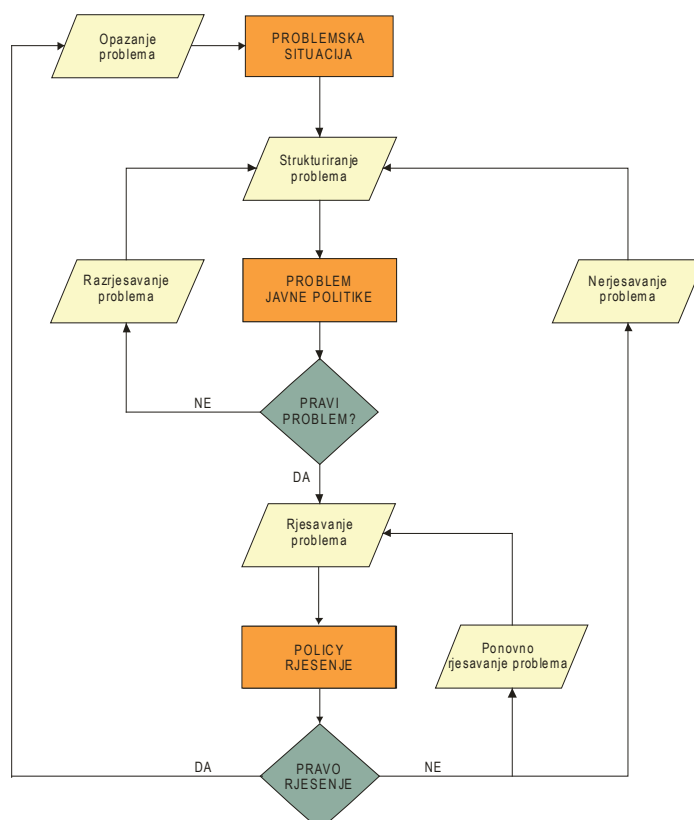 Opazanje
problema
PROBLEMSKA
SITUACIJA
Strukturiranje
problema
Razrjesavanje
problema
PROBLEM
JAVNE POLITIKE
Nerjesavanje
problema
NE
PRAVI
PROBLEM?
DA
Rjesavanje
problema
POLICY
RJESENJE
Ponovno
rjesavanje problema
DA
PRAVO
RJESENJE
NE